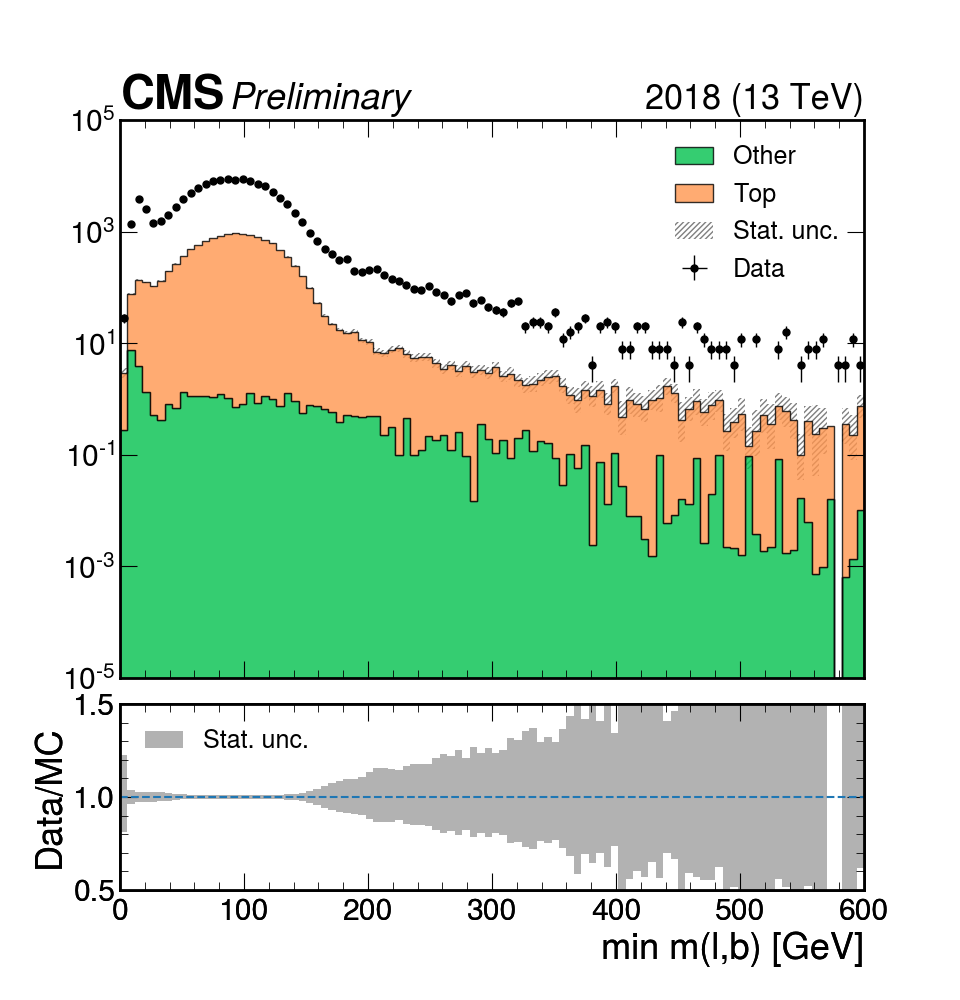 CMS Preliminary 2018 (13 TeV)
10^5
Other
Top
10^3
Stat. unc.
Data
10^1
10^-1
10^-3
10^-5
1.5
Stat. unc.
Data/MC
1.0
0.5
0 100 200 300 400 500 600
min m(l,b) [GeV]